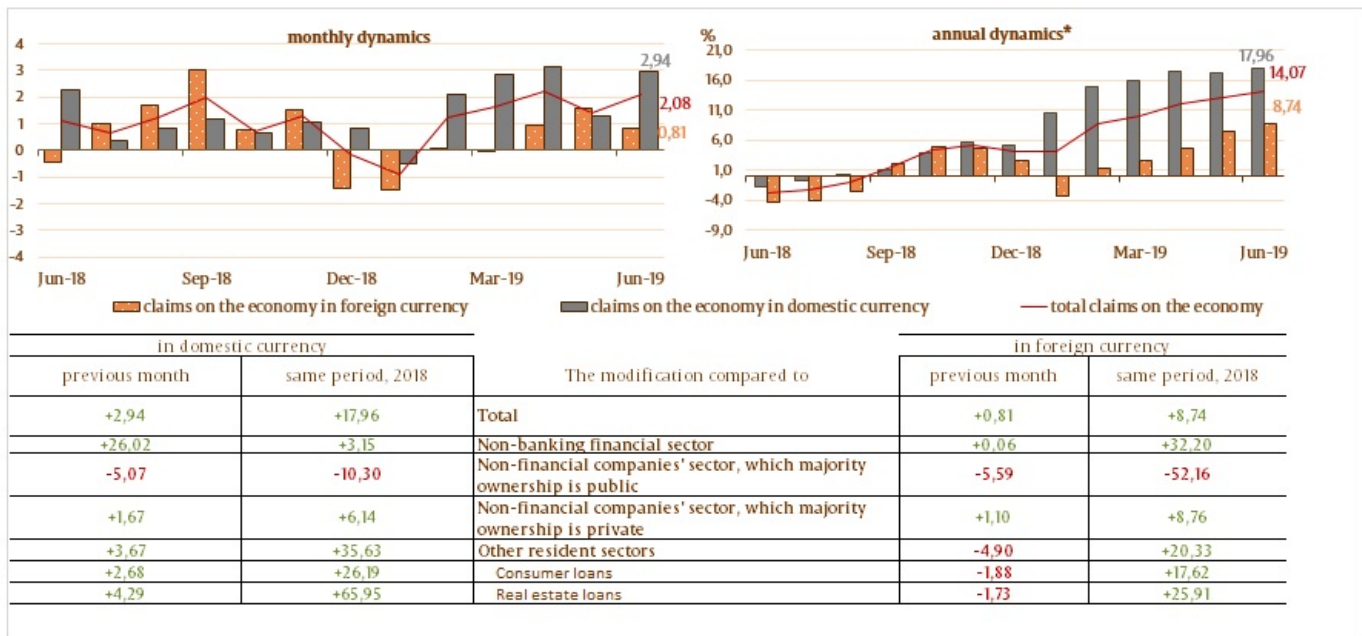 monthly dynamics
4
3
2
1
0
-1
-2
-3
-4
2,94
2,08
0,81
Jun-18 Sep-18 Dec-18 Mar-19 Jun-19
% annual dynamics*
21,0
16,0
11,0
6,0
1,0
-4,0
-9,0
17,96
14,07
8,74
Jun-18 Sep-18 Dec-18 Mar-19 Jun-19
claims on the economy in foreign currency claims on the economy in domestic currency total claims on the economy
in domestic currency in foreign currency
previous month same period, 2018 The modification compared to previous month same period, 2018
+2,94 +17,96 Total +0,81 +8,74
+26,02 +3,15 Non-banking financial sector +0,06 +32,20
-5,07 -10,30 Non-financial companies' sector, which majority
ownership is public -5,59 -52,16
+1,67 +6,14 Non-financial companies' sector, which majority
ownership is private +1,10 +8,76
+3,67 +35,63 Other resident sectors -4,90 +20,33
+2,68 +26,19 Consumer loans -1,88 +17,62
+4,29 +65,95 Real estate loans -1,73 +25,91